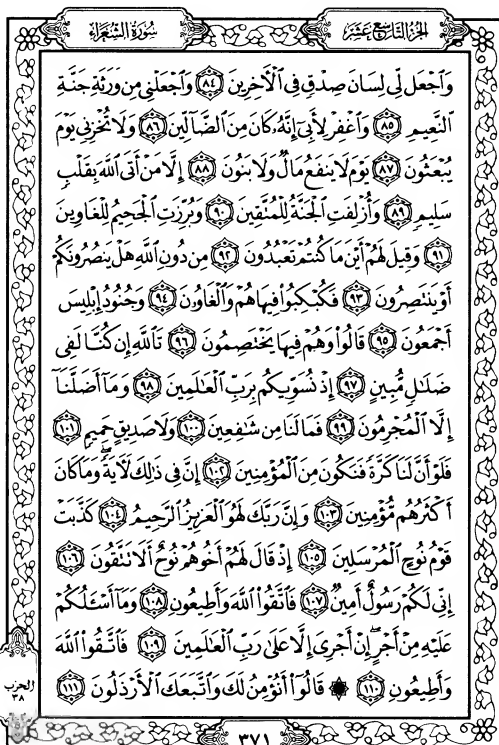 الجزء التاسع عشر
سورة الشعراء
وَٱجۡعَل لِّي لِسَانَ صِدۡقٖ فِي ٱلۡأٓخِرِينَ ٨٤ وَٱجۡعَلۡنِي مِن وَرَثَةِ جَنَّةِ
ٱلنَّعِيمِ ٨٥ وَٱغۡفِرۡ لِأَبِيٓ إِنَّهُۥ كَانَ مِنَ ٱلضَّآلِّينَ ٨٦ وَلَا تُخۡزِنِي يَوۡمَ
يُبۡعَثُونَ ٨٧ يَوۡمَ لَا يَنفَعُ مَالٞ وَلَا بَنُونَ ٨٨ إِلَّا مَنۡ أَتَى ٱللَّهَ بِقَلۡبٖ
سَلِيمٖ ٨٩ وَأُزۡلِفَتِ ٱلۡجَنَّةُ لِلۡمُتَّقِينَ ٩٠ وَبُرِّزَتِ ٱلۡجَحِيمُ لِلۡغَاوِينَ
٩١ وَقِيلَ لَهُمۡ أَيۡنَ مَا كُنتُمۡ تَعۡبُدُونَ ٩٢ مِن دُونِ ٱللَّهِ هَلۡ يَنصُرُونَكُمۡ
أَوۡ يَنتَصِرُونَ ٩٣ فَكُبۡكِبُواْ فِيهَا هُمۡ وَٱلۡغَاوُۥنَ ٩٤ وَجُنُودُ إِبۡلِيسَ
أَجۡمَعُونَ ٩٥ قَالُواْ وَهُمۡ فِيهَا يَخۡتَصِمُونَ ٩٦ تَٱللَّهِ إِن كُنَّا لَفِي
ضَلَٰلٖ مُّبِينٍ ٩٧ إِذۡ نُسَوِّيكُم بِرَبِّ ٱلۡعَٰلَمِينَ ٩٨ وَمَآ أَضَلَّنَآ
إِلَّا ٱلۡمُجۡرِمُونَ ٩٩ فَمَا لَنَا مِن شَٰفِعِينَ ١٠٠ وَلَا صَدِيقٍ حَمِيمٖ ١٠١
فَلَوۡ أَنَّ لَنَا كَرَّةٗ فَنَكُونَ مِنَ ٱلۡمُؤۡمِنِينَ ١٠٢ إِنَّ فِي ذَٰلِكَ لَأٓيَةٗۖ وَمَا كَانَ
أَكۡثَرُهُم مُّؤۡمِنِينَ ١٠٣ وَإِنَّ رَبَّكَ لَهُوَ ٱلۡعَزِيزُ ٱلرَّحِيمُ ١٠٤ كَذَّبَتۡ
قَوۡمُ نُوحٍ ٱلۡمُرۡسَلِينَ ١٠٥ إِذۡ قَالَ لَهُمۡ أَخُوهُمۡ نُوحٌ أَلَا تَتَّقُونَ ١٠٦
إِنِّي لَكُمۡ رَسُولٌ أَمِينٞ ١٠٧ فَٱتَّقُواْ ٱللَّهَ وَأَطِيعُونِ ١٠٨ وَمَآ أَسۡـَٔلُكُمۡ
عَلَيۡهِ مِنۡ أَجۡرٍۖ إِنۡ أَجۡرِيَ إِلَّا عَلَىٰ رَبِّ ٱلۡعَٰلَمِينَ ١٠٩ فَٱتَّقُواْ ٱللَّهَ
وَأَطِيعُونِ ١١٠ ۞ قَالُوٓاْ أَنُؤۡمِنُ لَكَ وَٱتَّبَعَكَ ٱلۡأَرۡذَلُونَ ١١١
الحزب
٣٨
٣٧١